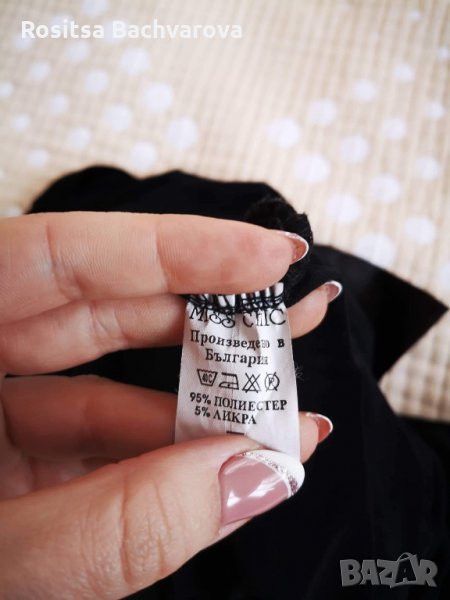 Rositsa Bachvarova
MISS CHIC
Произведено в
България
95% ПОЛИЕСТЕР
5% ЛИКРА
BAZAR